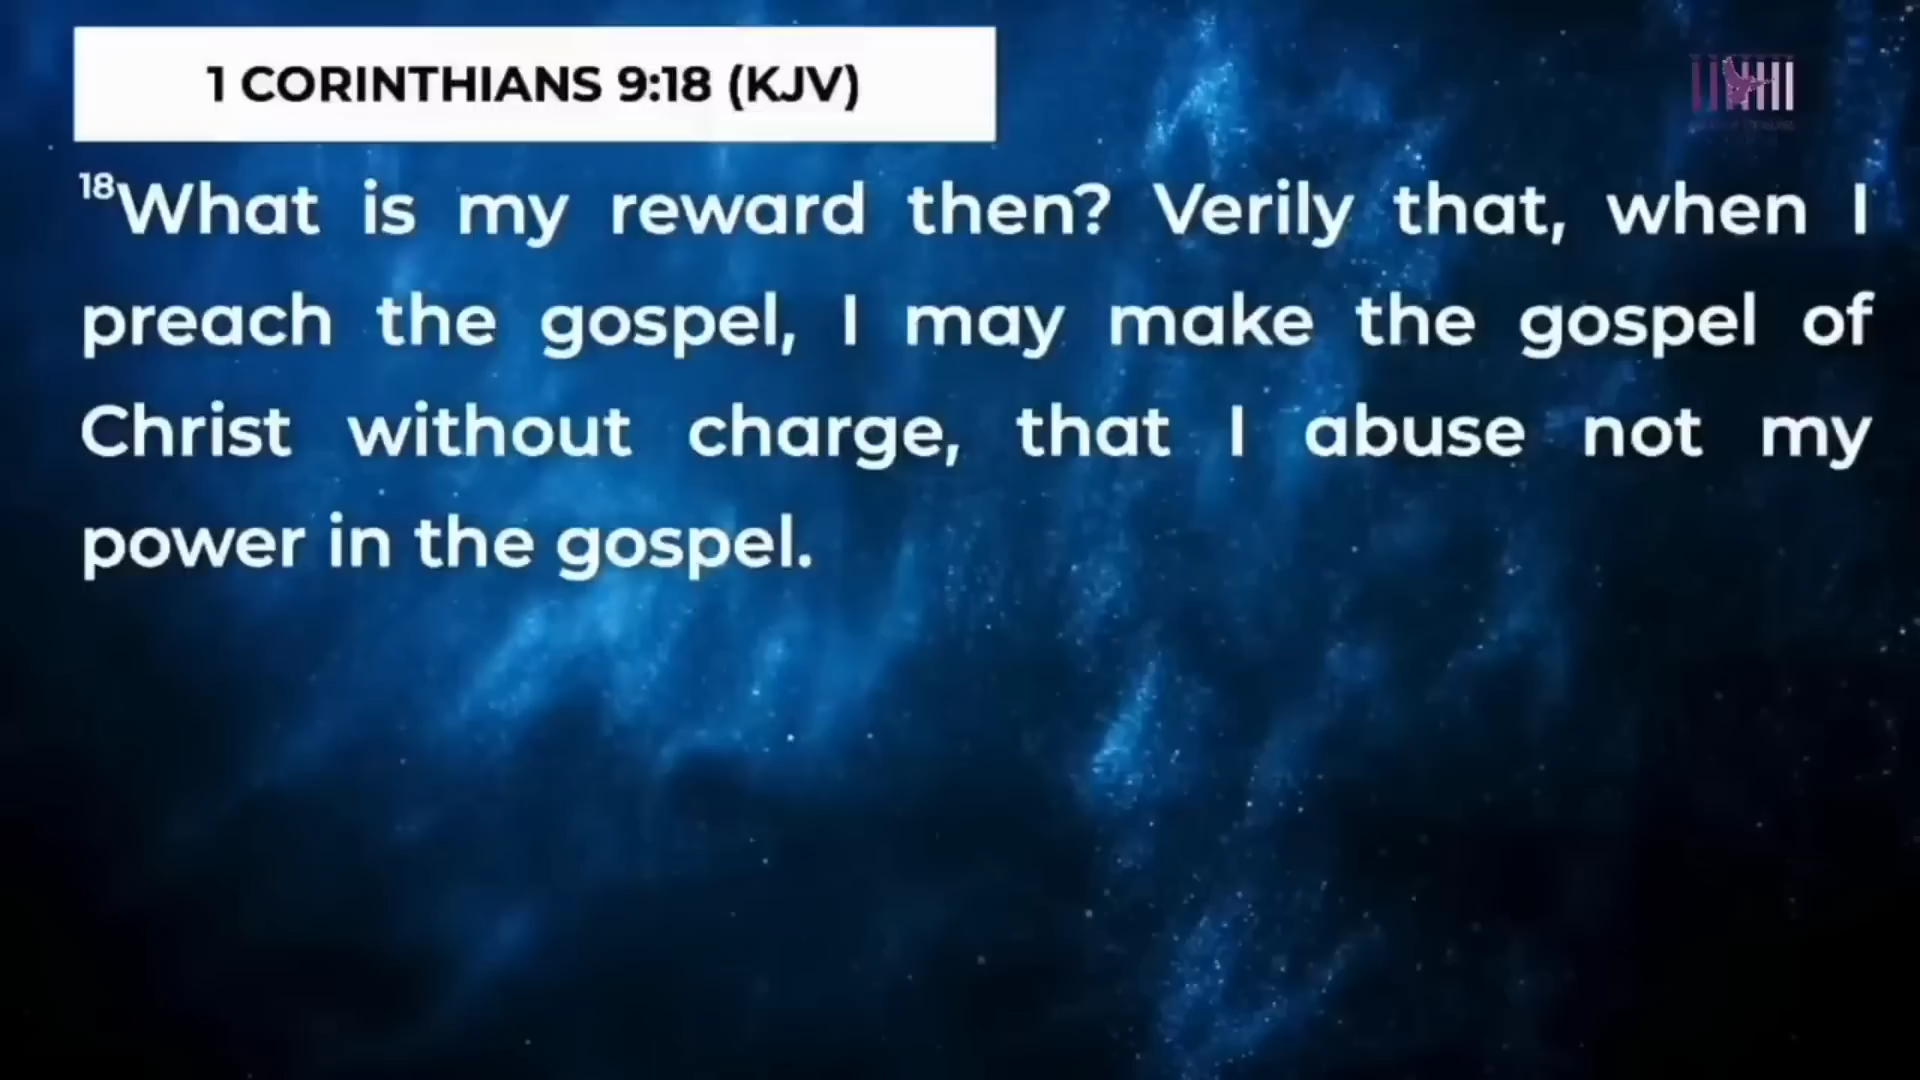 1 CORINTHIANS 9:18 (KJV)
18What is my reward then? Verily that, when I
preach the gospel, I may make the gospel of
Christ without charge, that I abuse not my
power in the gospel.